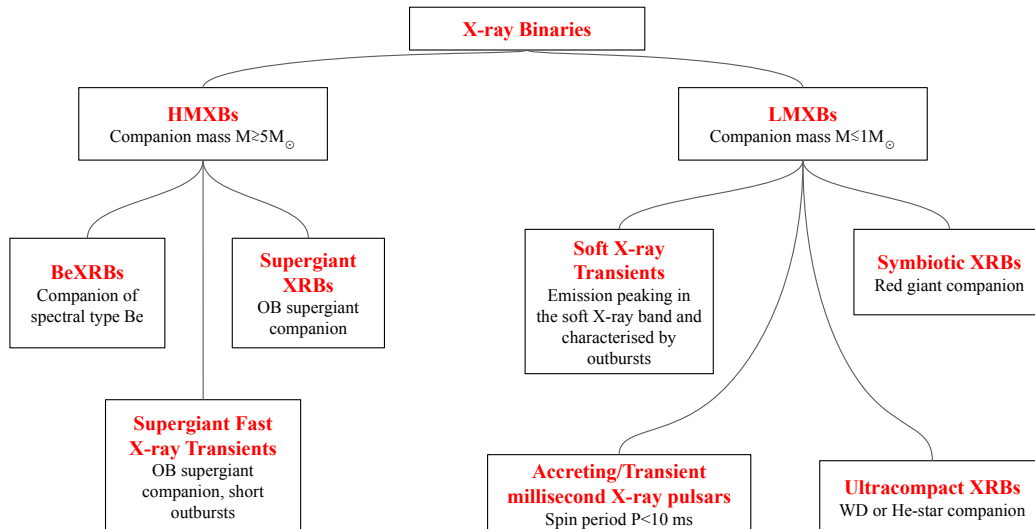 X-ray Binaries
HMXBs
Companion mass M≳5M☉
LMXBs
Companion mass M≲1M☉
BeXRBs
Companion of
spectral type Be
Supergiant
XRBs
OB supergiant
companion
Soft X-ray
Transients
Emission peaking in
the soft X-ray band and
characterised by
outbursts
Symbiotic XRBs
Red giant companion
Supergiant Fast
X-ray Transients
OB supergiant
companion, short
outbursts
Accreting/Transient
millisecond X-ray pulsars
Spin period P<10 ms
Ultracompact XRBs
WD or He-star companion